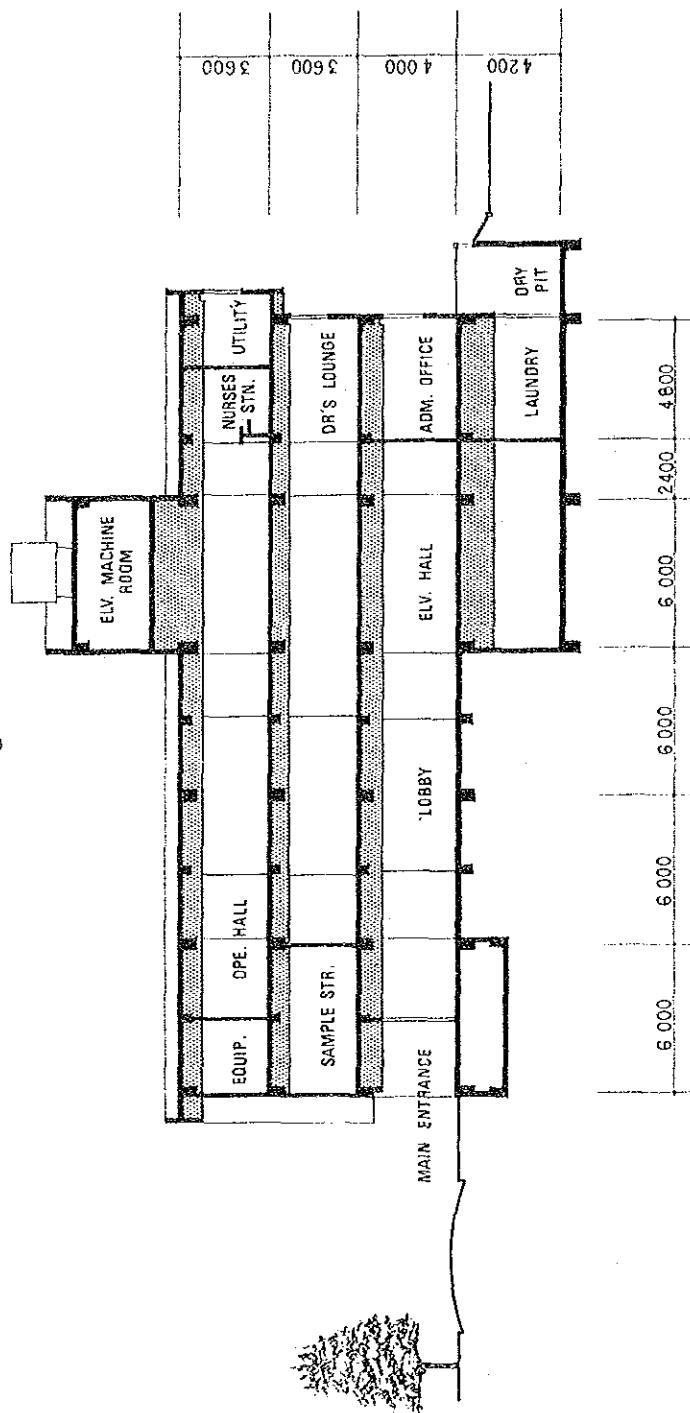 ELV. MACHINE
ROOM
EQUIP.
OPE. HALL
NURSES
STN.
UTILITY
SAMPLE STR.
DR'S LOUNGE
MAIN ENTRANCE
LOBBY
ELV. HALL
ADM. OFFICE
LAUNDRY
DRY
PIT
3 600
3 600
4 000
4 200
6 000
6 000
6 000
6 000
2400
4800